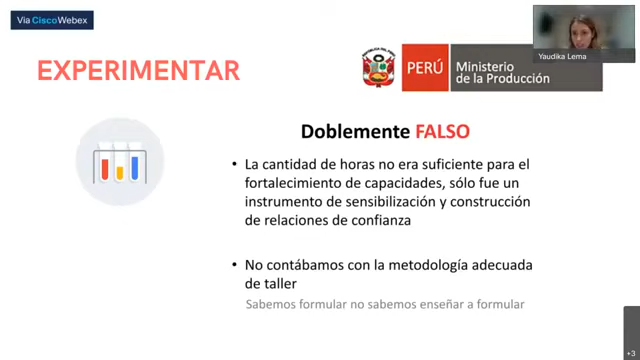 Via Cisco Webex
EXPERIMENTAR
PERÚ
Ministerio
de la Producción
Yaudika Lema
Doblemente FALSO
• La cantidad de horas no era suficiente para el
fortalecimiento de capacidades, sólo fue un
instrumento de sensibilización y construcción
de relaciones de confianza
• No contábamos con la metodología adecuada
de taller
Sabemos formular no sabemos enseñar a formular
+3